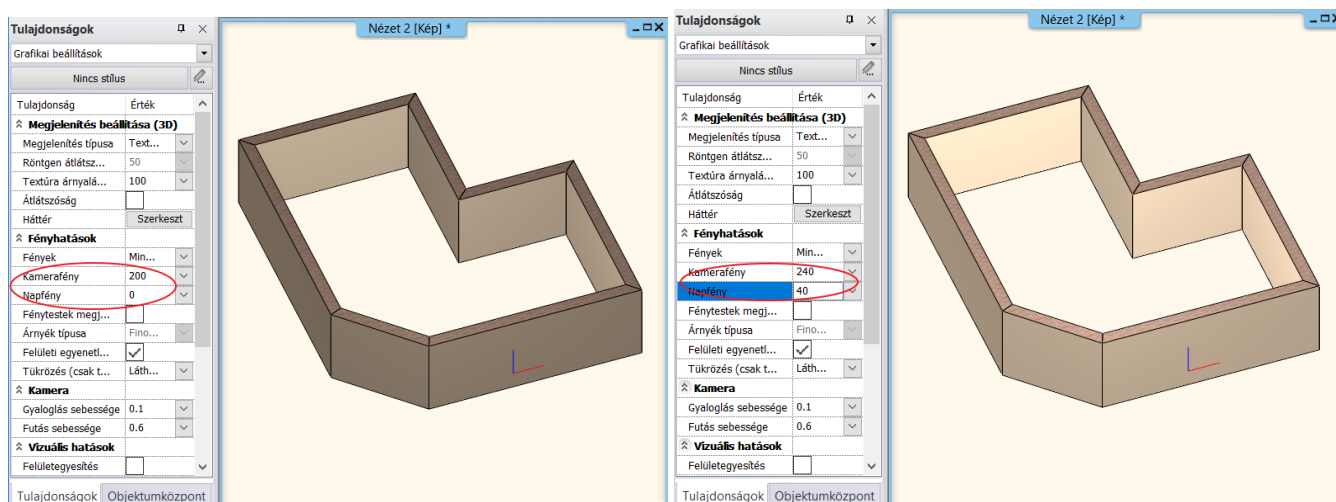 Tulajdonságok
Grafikai beállítások
Nincs stílus
Tulajdonság Érték
Megjelenítés beállítása (3D)
Megjelenítés típusa Text...
Röntgen átlátsz... 50
Textúra árnyalá... 100
Átlátszóság
Háttér Szerkeszt
Fényhatások
Fények Min...
Kamerafény 200
Napfény 0
Fénytestek megj...
Árnyék típusa Fino...
Felületi egyenetl...
Tükrözés (csak t... Láth...
Kamera
Gyaloglás sebessége 0.1
Futás sebessége 0.6
Vizuális hatások
Felületegyesítés
Tulajdonságok Objektumközpont
Nézet 2 [Kép] *
Tulajdonságok
Grafikai beállítások
Nincs stílus
Tulajdonság Érték
Megjelenítés beállítása (3D)
Megjelenítés típusa Text...
Röntgen átlátsz... 50
Textúra árnyalá... 100
Átlátszóság
Háttér Szerkeszt
Fényhatások
Fények Min...
Kamerafény 240
Napfény 40
Fénytestek megj...
Árnyék típusa Fino...
Felületi egyenetl...
Tükrözés (csak t... Láth...
Kamera
Gyaloglás sebessége 0.1
Futás sebessége 0.6
Vizuális hatások
Felületegyesítés
Tulajdonságok Objektumközpont
Nézet 2 [Kép] *